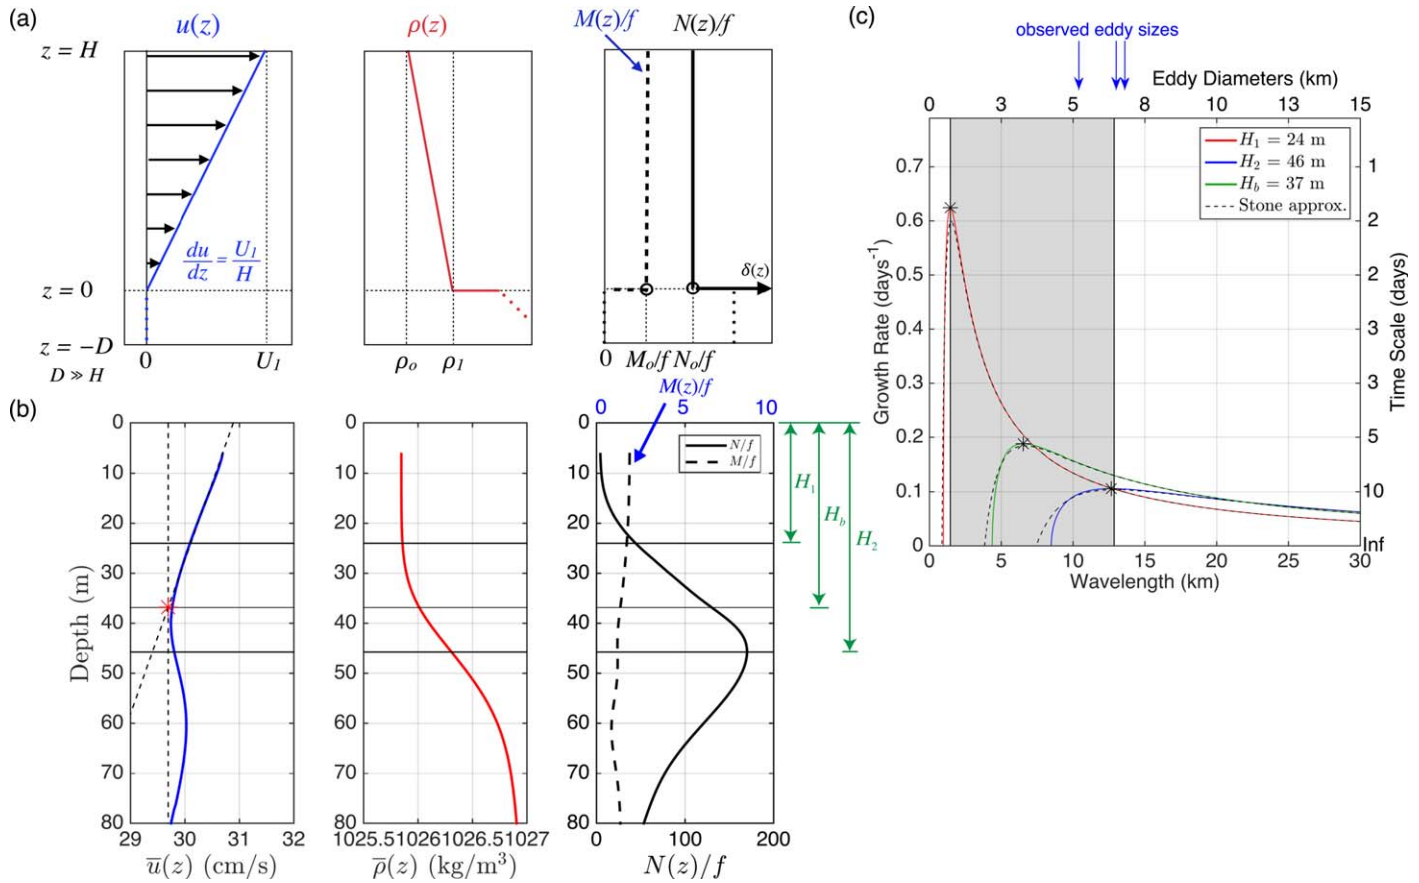 (a)
u(z)
ρ(z)
M(z)/f
N(z)/f
z = H
du/dz = U₁/H
δ(z)
z = 0
z = −D
D ≫ H
0
U₁
ρₒ
ρ₁
0
Mₒ/f
Nₒ/f
(b)
M(z)/f
0 5 10
0
10
20
30
40
50
60
70
80
Depth (m)
29 30 31 32
u̅(z) (cm/s)
0
10
20
30
40
50
60
70
80
1025.5 1026 1026.5 1027
ρ̅(z) (kg/m³)
N/f
M/f
0
10
20
30
40
50
60
70
80
0 100 200
N(z)/f
H₁
H_b
H₂
(c)
observed eddy sizes
Eddy Diameters (km)
0 3 5 8 10 13 15
H₁ = 24 m
H₂ = 46 m
H_b = 37 m
Stone approx.
0.7
0.6
0.5
0.4
0.3
0.2
0.1
0
Growth Rate (days⁻¹)
1
2
2
3
3
5
10
Inf
Time Scale (days)
0 5 10 15 20 25 30
Wavelength (km)